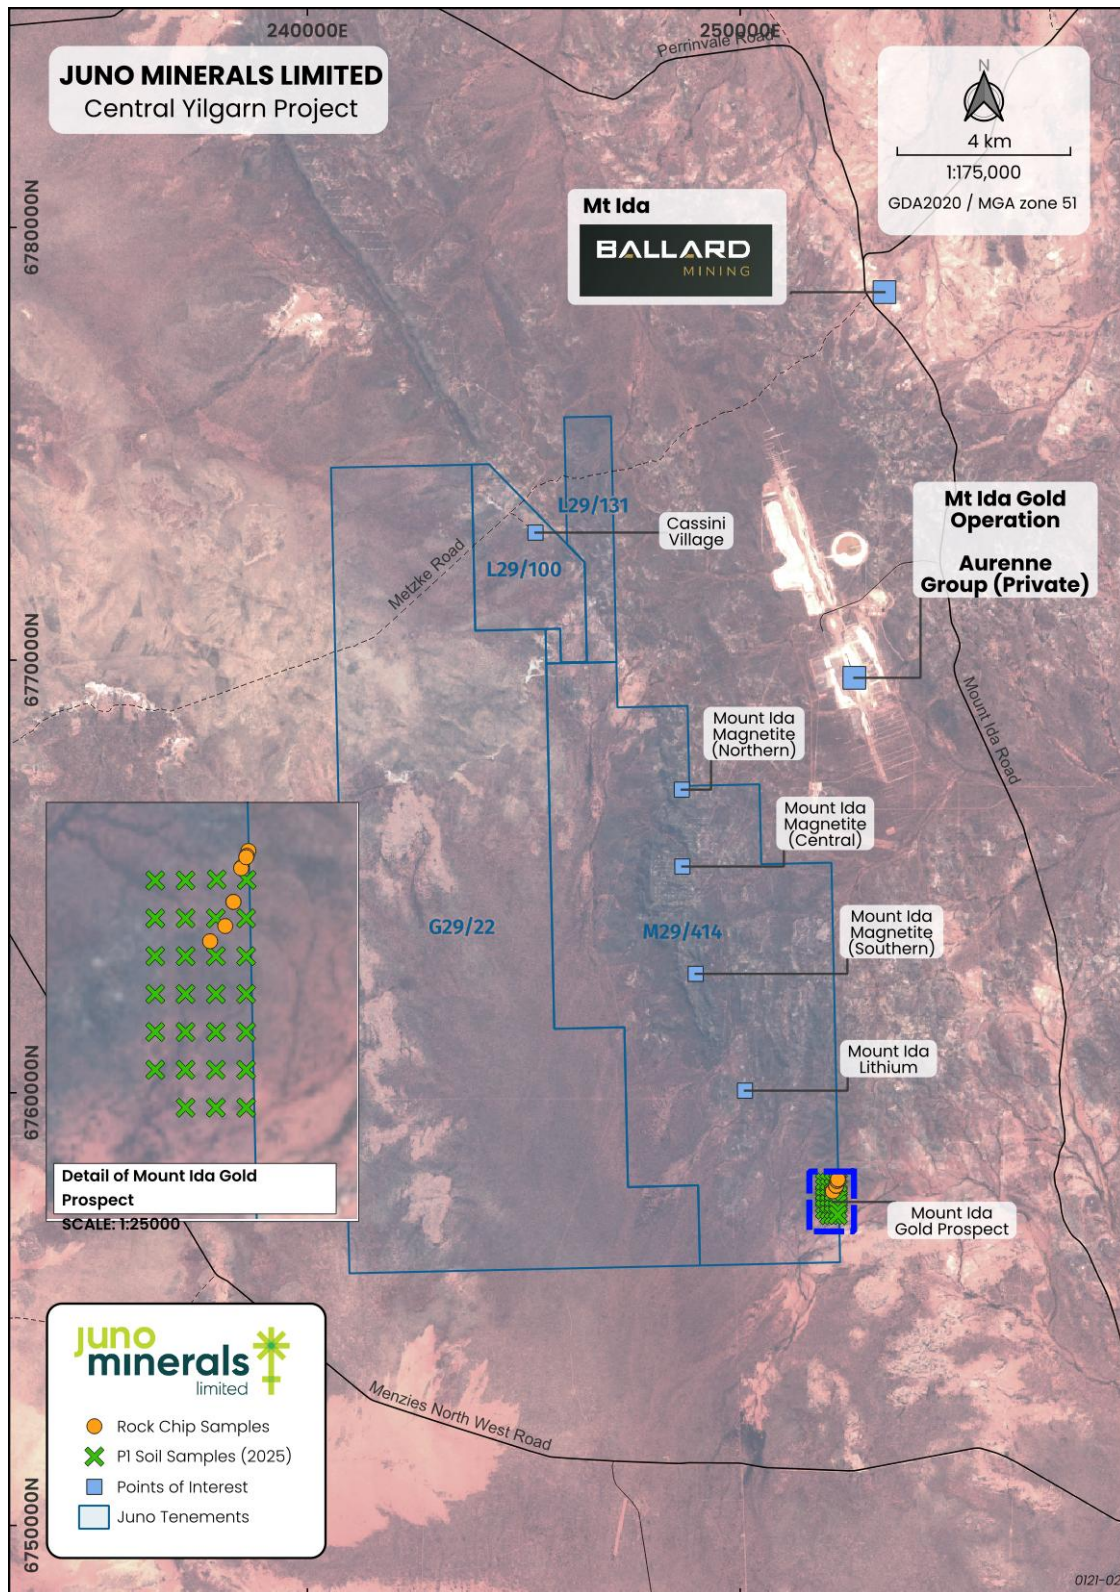 240000E
250000E
JUNO MINERALS LIMITED
Central Yilgarn Project
Perrinvale Road
N
4 km
1:175,000
GDA2020 / MGA zone 51
6780000N
Mt Ida
BALLARD
MINING
Mt Ida Gold
Operation
Aurenne
Group (Private)
L29/131
Cassini
Village
L29/100
Metzke Road
6770000N
Mount Ida Road
Mount Ida
Magnetite
(Northern)
Mount Ida
Magnetite
(Central)
G29/22
M29/414
Mount Ida
Magnetite
(Southern)
Mount Ida
Lithium
6760000N
Detail of Mount Ida Gold
Prospect
SCALE: 1:25000
Mount Ida
Gold Prospect
juno
minerals
limited
Rock Chip Samples
P1 Soil Samples (2025)
Points of Interest
Juno Tenements
Menzies North West Road
6750000N
0121-02